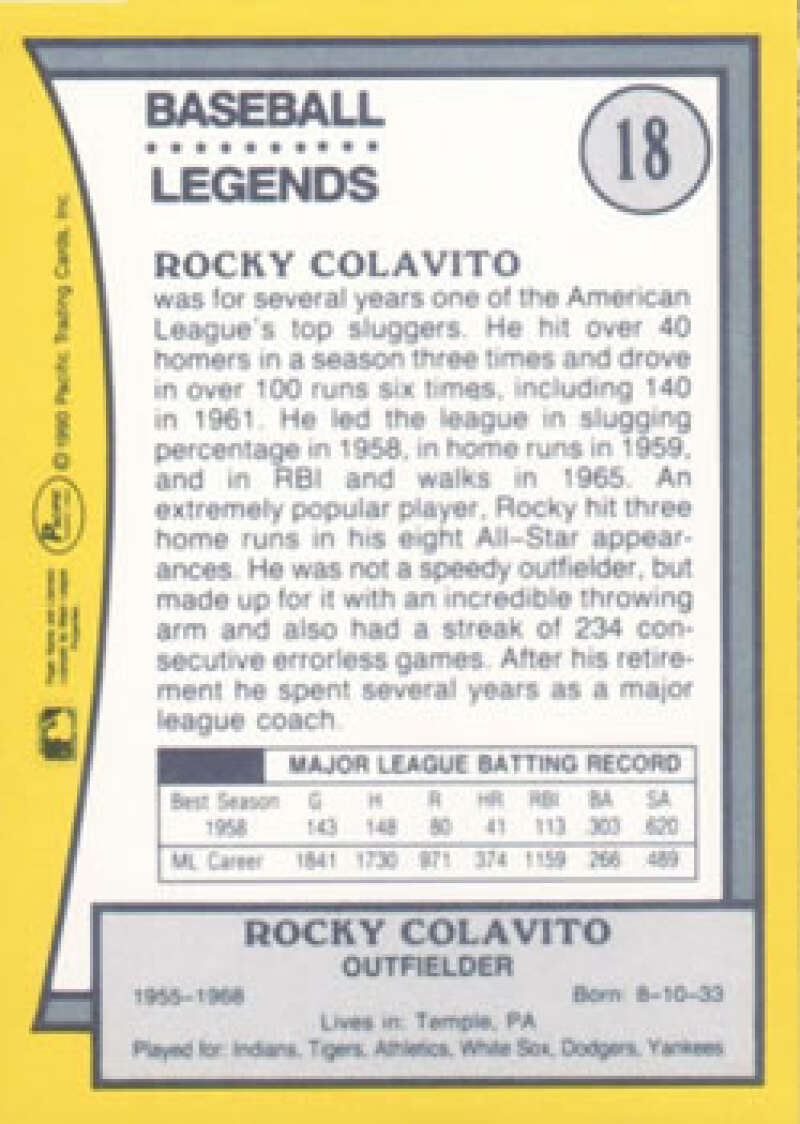 BASEBALL
LEGENDS
18
ROCKY COLAVITO
was for several years one of the American
League's top sluggers. He hit over 40
homers in a season three times and drove
in over 100 runs six times, including 140
in 1961. He led the league in slugging
percentage in 1958, in home runs in 1959,
and in RBI and walks in 1965. An
extremely popular player, Rocky hit three
home runs in his eight All-Star appear-
ances. He was not a speedy outfielder, but
made up for it with an incredible throwing
arm and also had a streak of 234 con-
secutive errorless games. After his retire-
ment he spent several years as a major
league coach.
MAJOR LEAGUE BATTING RECORD
Best Season G H R HR RBI BA SA
1958 143 148 80 41 113 .303 .620
ML Career 1841 1730 971 374 1159 .266 .489
ROCKY COLAVITO
OUTFIELDER
1955-1968 Born: 8-10-33
Lives in: Temple, PA
Played for: Indians, Tigers, Athletics, White Sox, Dodgers, Yankees
Pacific © 1990 Pacific Trading Cards, Inc.